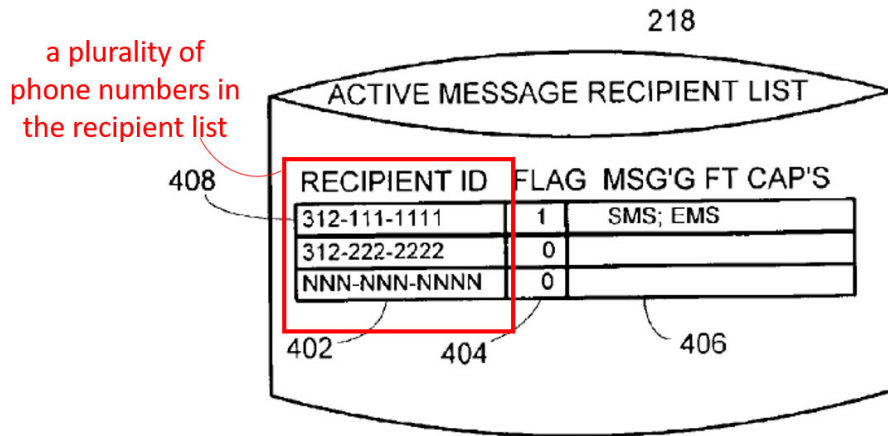 218
a plurality of
phone numbers in
the recipient list
ACTIVE MESSAGE RECIPIENT LIST
408
RECIPIENT ID FLAG MSG'G FT CAP'S
312-111-1111 1 SMS; EMS
312-222-2222 0
NNN-NNN-NNNN 0
402 404 406